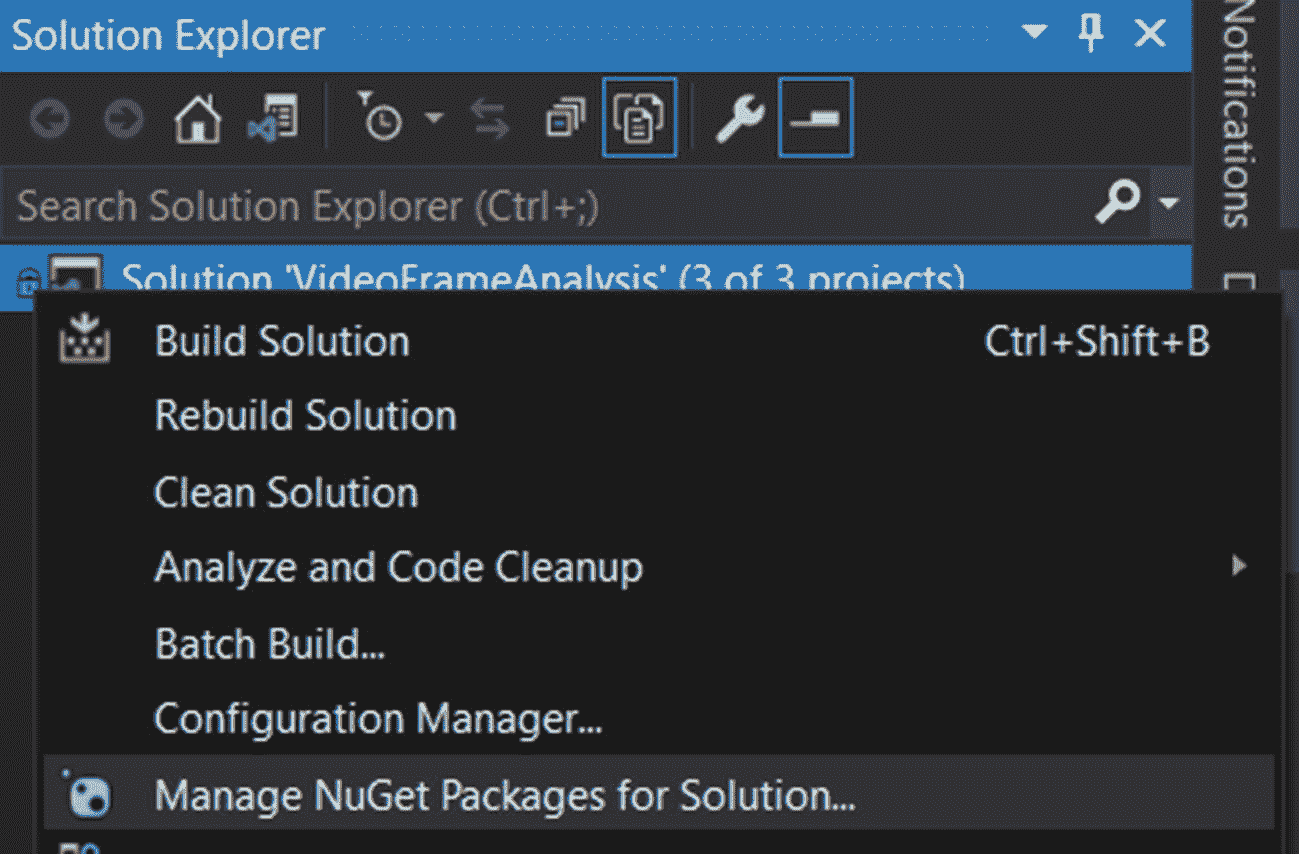 Solution Explorer
Notifications
Search Solution Explorer (Ctrl+;)
Solution 'VideoFrameAnalysis' (3 of 3 projects)
Build Solution Ctrl+Shift+B
Rebuild Solution
Clean Solution
Analyze and Code Cleanup
Batch Build...
Configuration Manager...
Manage NuGet Packages for Solution...